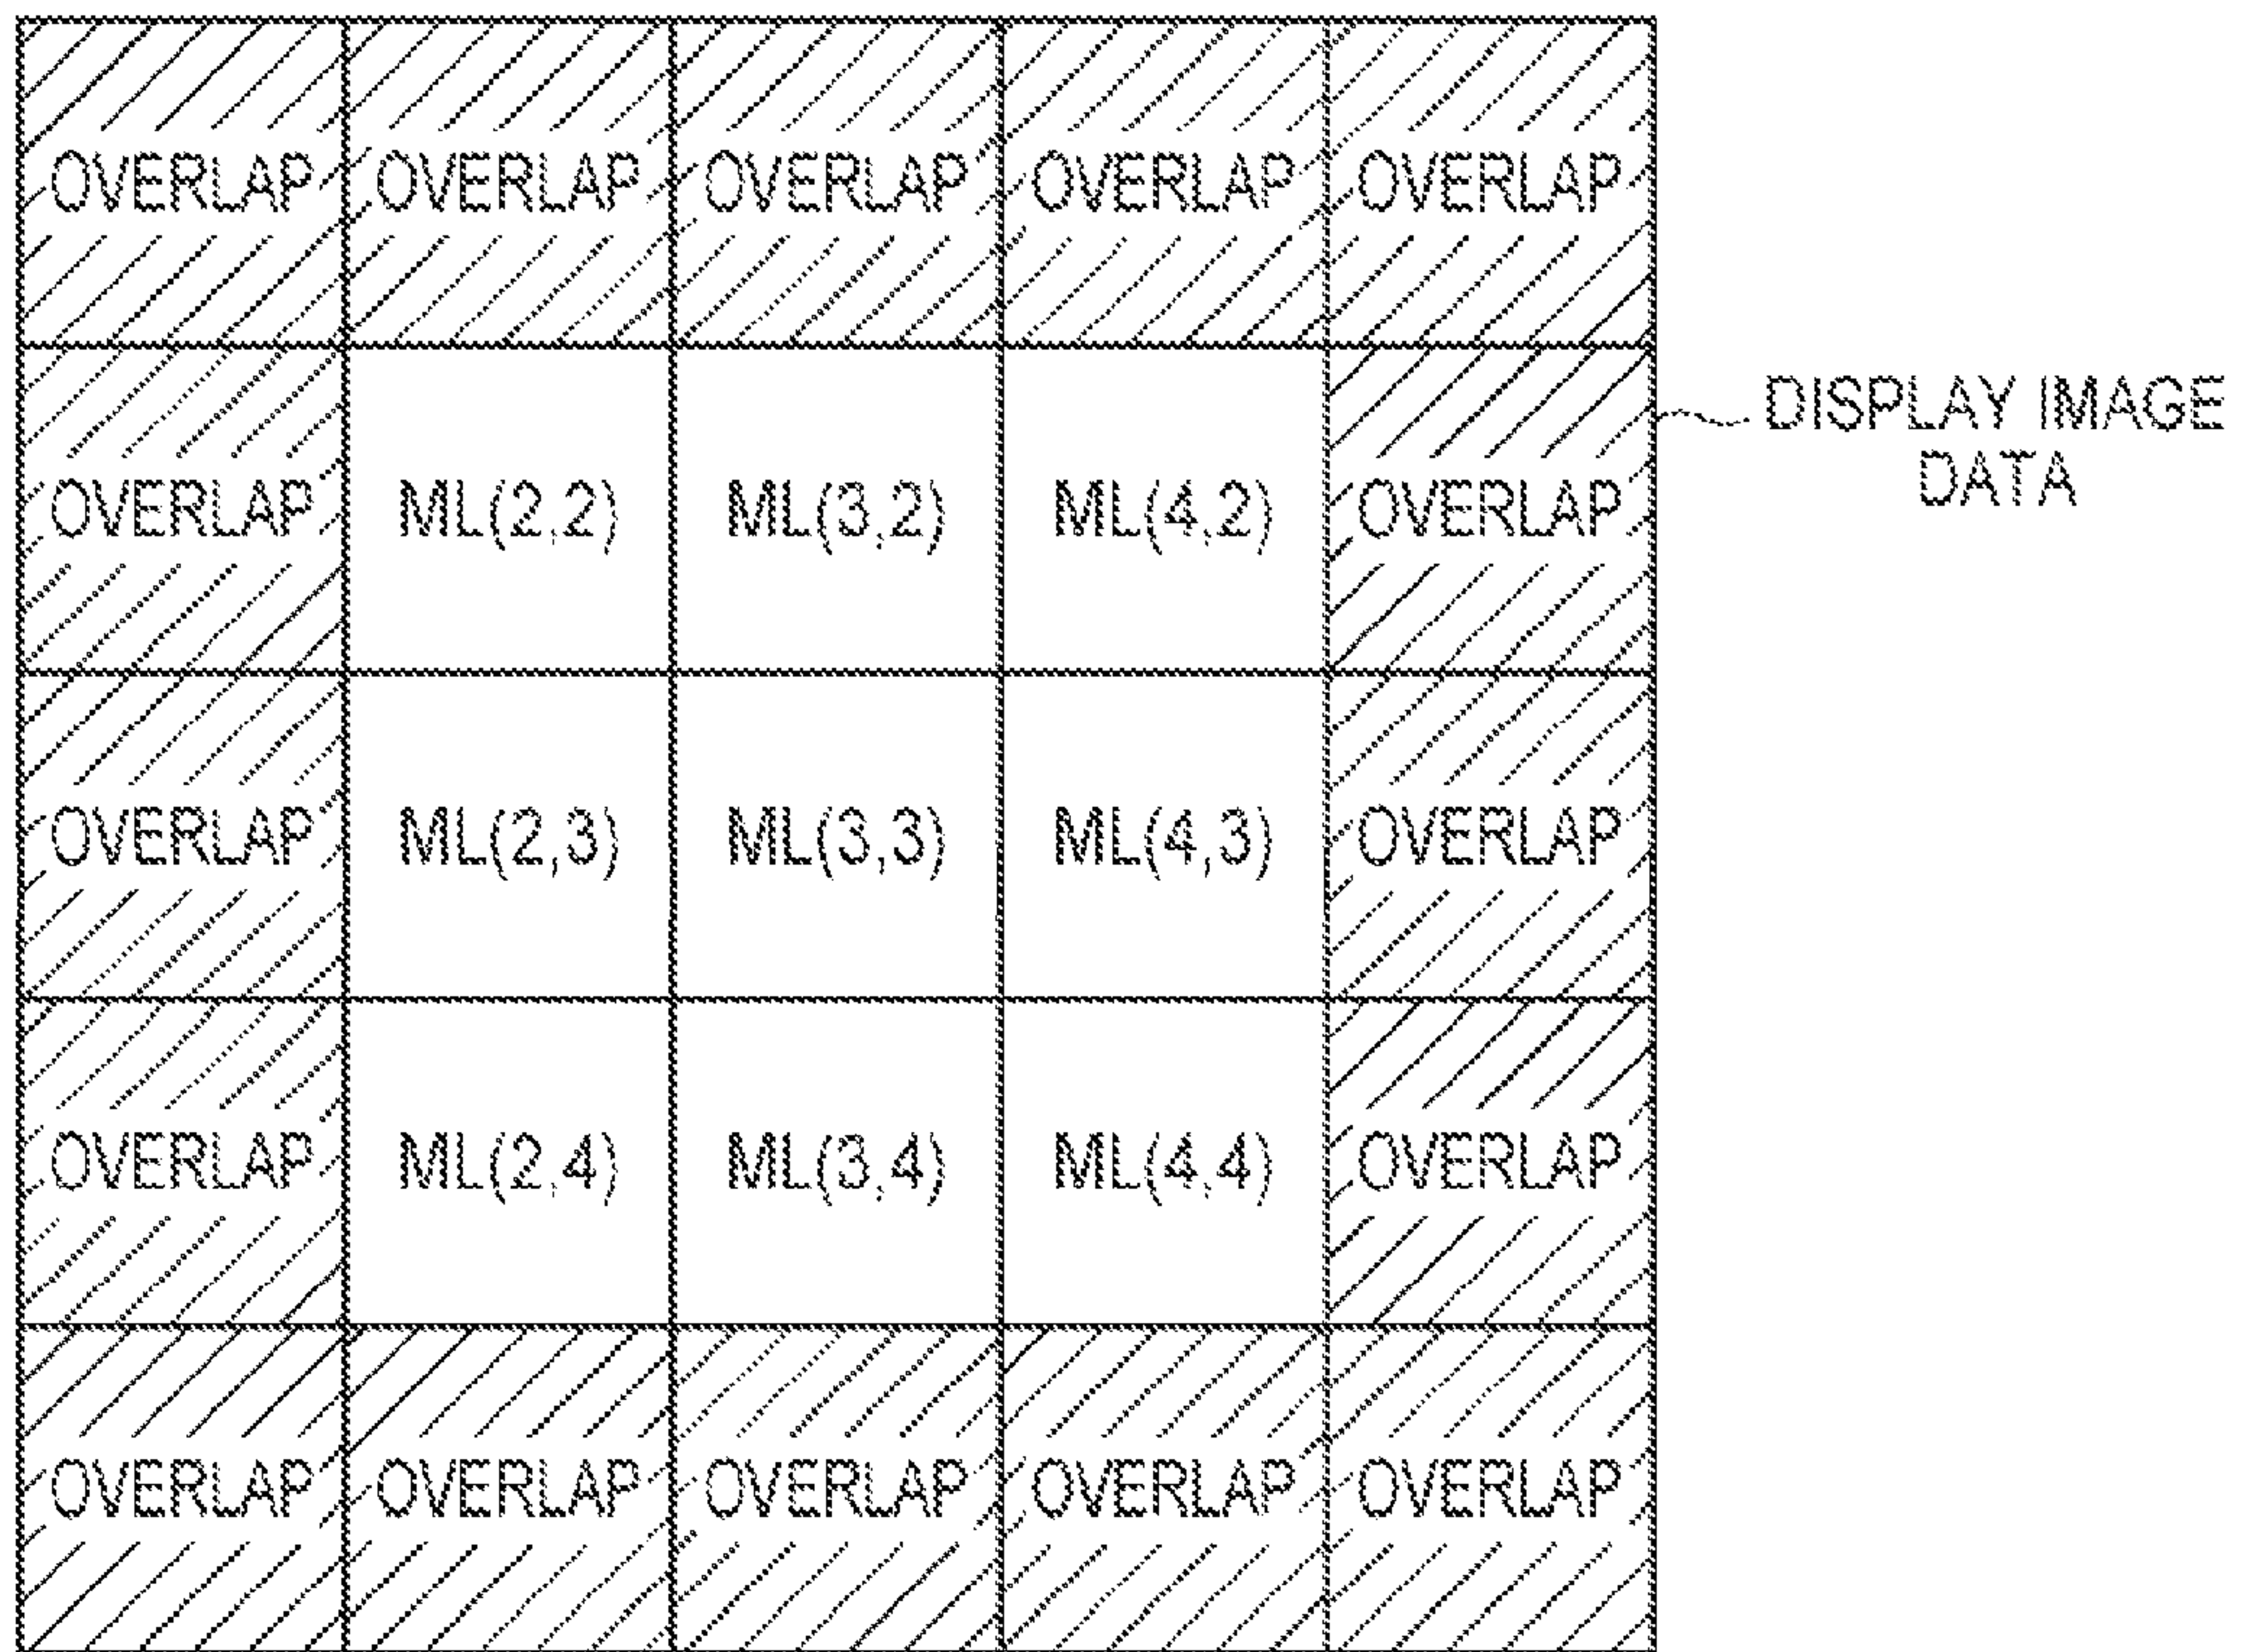 OVERLAP OVERLAP OVERLAP OVERLAP OVERLAP
OVERLAP ML(2,2) ML(3,2) ML(4,2) OVERLAP
DISPLAY IMAGE
DATA
OVERLAP ML(2,3) ML(3,3) ML(4,3) OVERLAP
OVERLAP ML(2,4) ML(3,4) ML(4,4) OVERLAP
OVERLAP OVERLAP OVERLAP OVERLAP OVERLAP